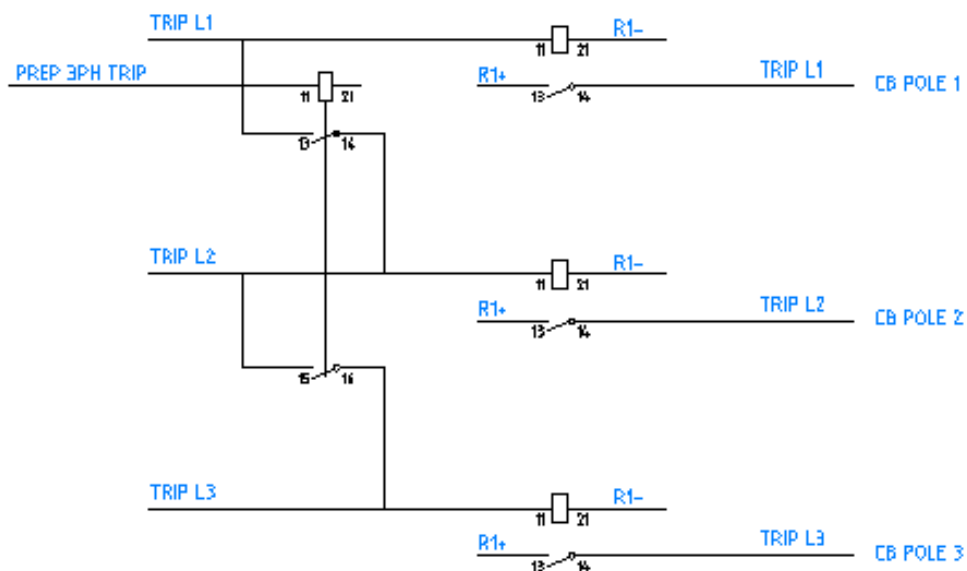 TRIP L1
R1-
11 21
PREP 3PH TRIP
R1+
TRIP L1
CB POLE 1
11 21
13 14
13 14
TRIP L2
R1-
11 21
R1+
TRIP L2
CB POLE 2
13 14
15 16
TRIP L3
R1-
11 21
R1+
TRIP L3
CB POLE 3
13 14